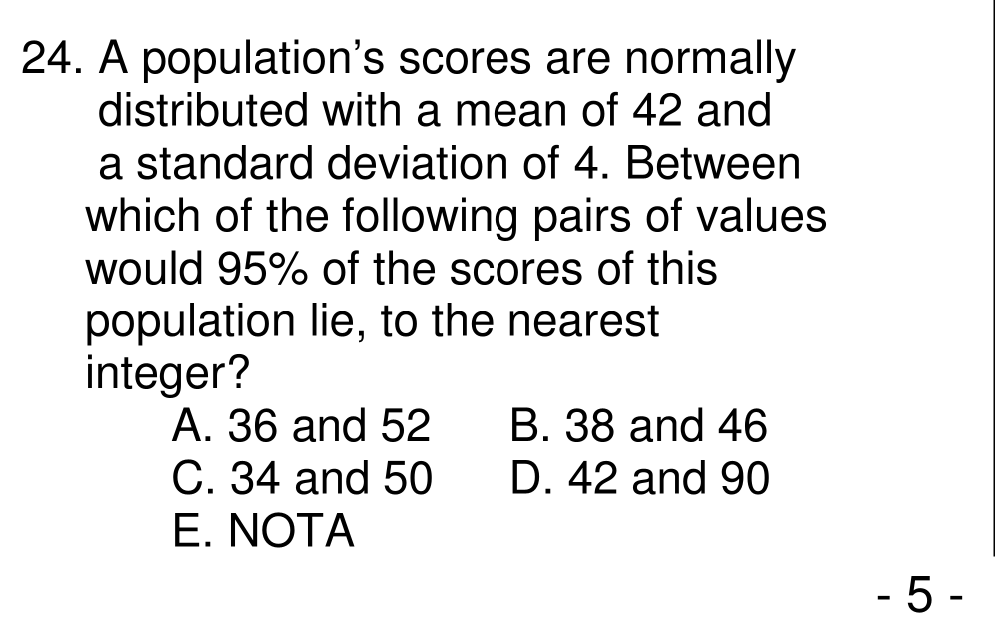 24. A population’s scores are normally
distributed with a mean of 42 and
a standard deviation of 4. Between
which of the following pairs of values
would 95% of the scores of this
population lie, to the nearest
integer?
A. 36 and 52 B. 38 and 46
C. 34 and 50 D. 42 and 90
E. NOTA
- 5 -